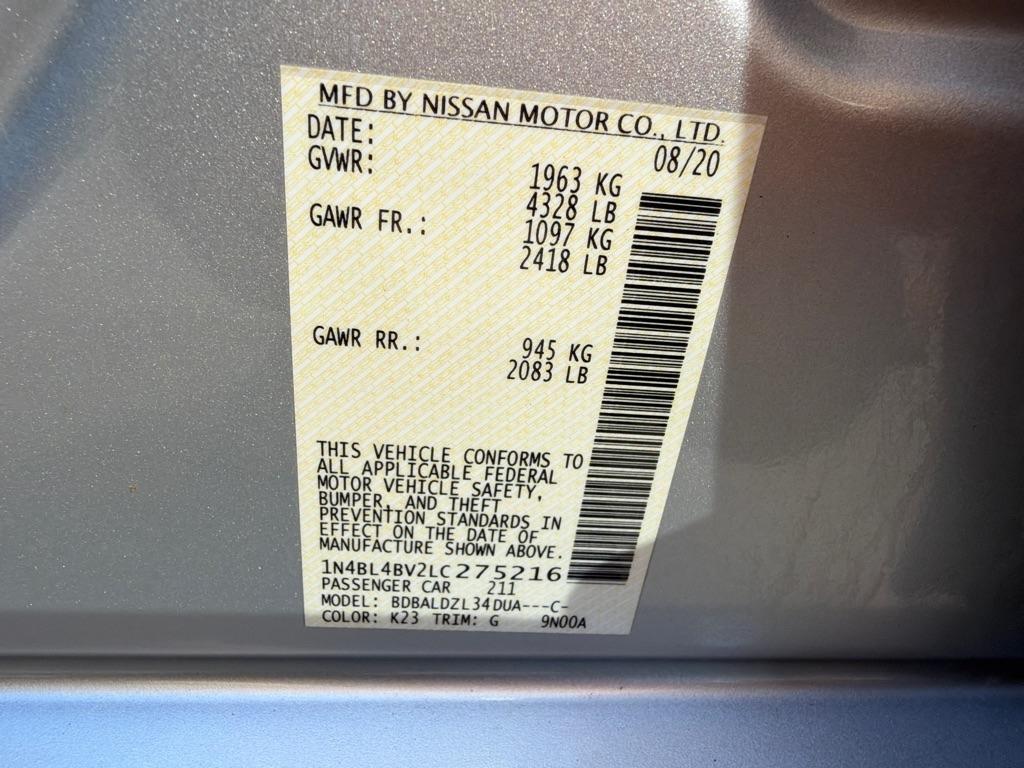 MFD BY NISSAN MOTOR CO., LTD.
DATE: 08/20
GVWR: 1963 KG
4328 LB
GAWR FR.: 1097 KG
2418 LB
GAWR RR.: 945 KG
2083 LB
THIS VEHICLE CONFORMS TO
ALL APPLICABLE FEDERAL
MOTOR VEHICLE SAFETY,
BUMPER, AND THEFT
PREVENTION STANDARDS IN
EFFECT ON THE DATE OF
MANUFACTURE SHOWN ABOVE.
1N4BL4BV2LC275216
PASSENGER CAR 211
MODEL: BDBALDZL34DUA---C-
COLOR: K23 TRIM: G 9N00A